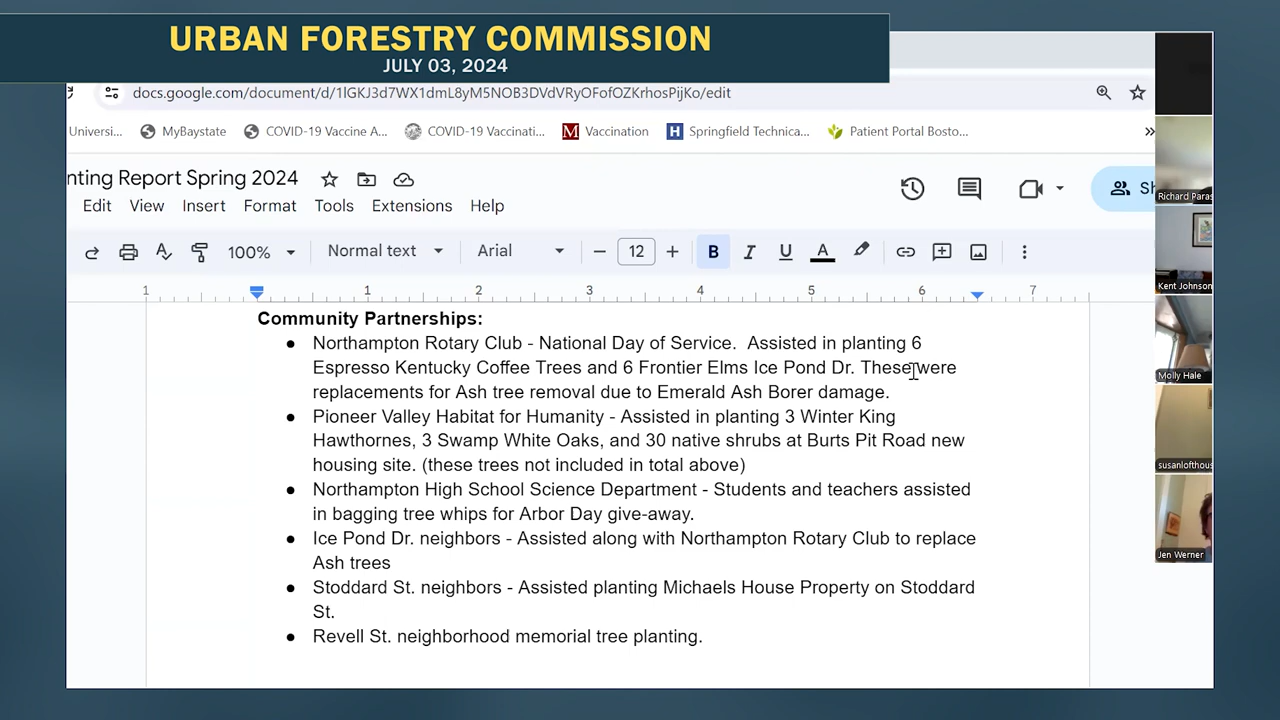 URBAN FORESTRY COMMISSION
JULY 03, 2024
docs.google.com/document/d/1lGKJ3d7WX1dmL8yM5NOB3DVdVRyOFofOZKrhosPijKo/edit
Universi... MyBaystate COVID-19 Vaccine A... COVID-19 Vaccinati... Vaccination Springfield Technica... Patient Portal Bosto...
nting Report Spring 2024
Edit View Insert Format Tools Extensions Help
Sh
100% Normal text Arial 12 B I U A
1 1 2 3 4 5 6 7
Community Partnerships:
● Northampton Rotary Club - National Day of Service. Assisted in planting 6
Espresso Kentucky Coffee Trees and 6 Frontier Elms Ice Pond Dr. These were
replacements for Ash tree removal due to Emerald Ash Borer damage.
● Pioneer Valley Habitat for Humanity - Assisted in planting 3 Winter King
Hawthornes, 3 Swamp White Oaks, and 30 native shrubs at Burts Pit Road new
housing site. (these trees not included in total above)
● Northampton High School Science Department - Students and teachers assisted
in bagging tree whips for Arbor Day give-away.
● Ice Pond Dr. neighbors - Assisted along with Northampton Rotary Club to replace
Ash trees
● Stoddard St. neighbors - Assisted planting Michaels House Property on Stoddard
St.
● Revell St. neighborhood memorial tree planting.
Richard Paras
Kent Johnson
Molly Hale
susanlofthous
Jen Werner